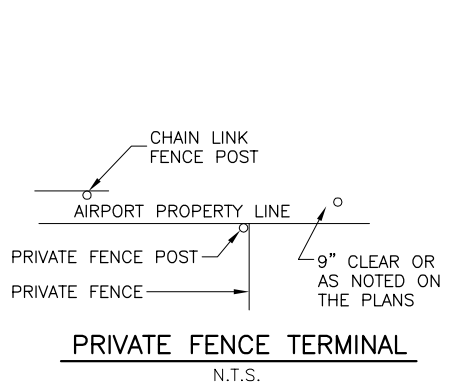 CHAIN LINK
FENCE POST
AIRPORT PROPERTY LINE
PRIVATE FENCE POST
PRIVATE FENCE
9" CLEAR OR
AS NOTED ON
THE PLANS
PRIVATE FENCE TERMINAL
N.T.S.